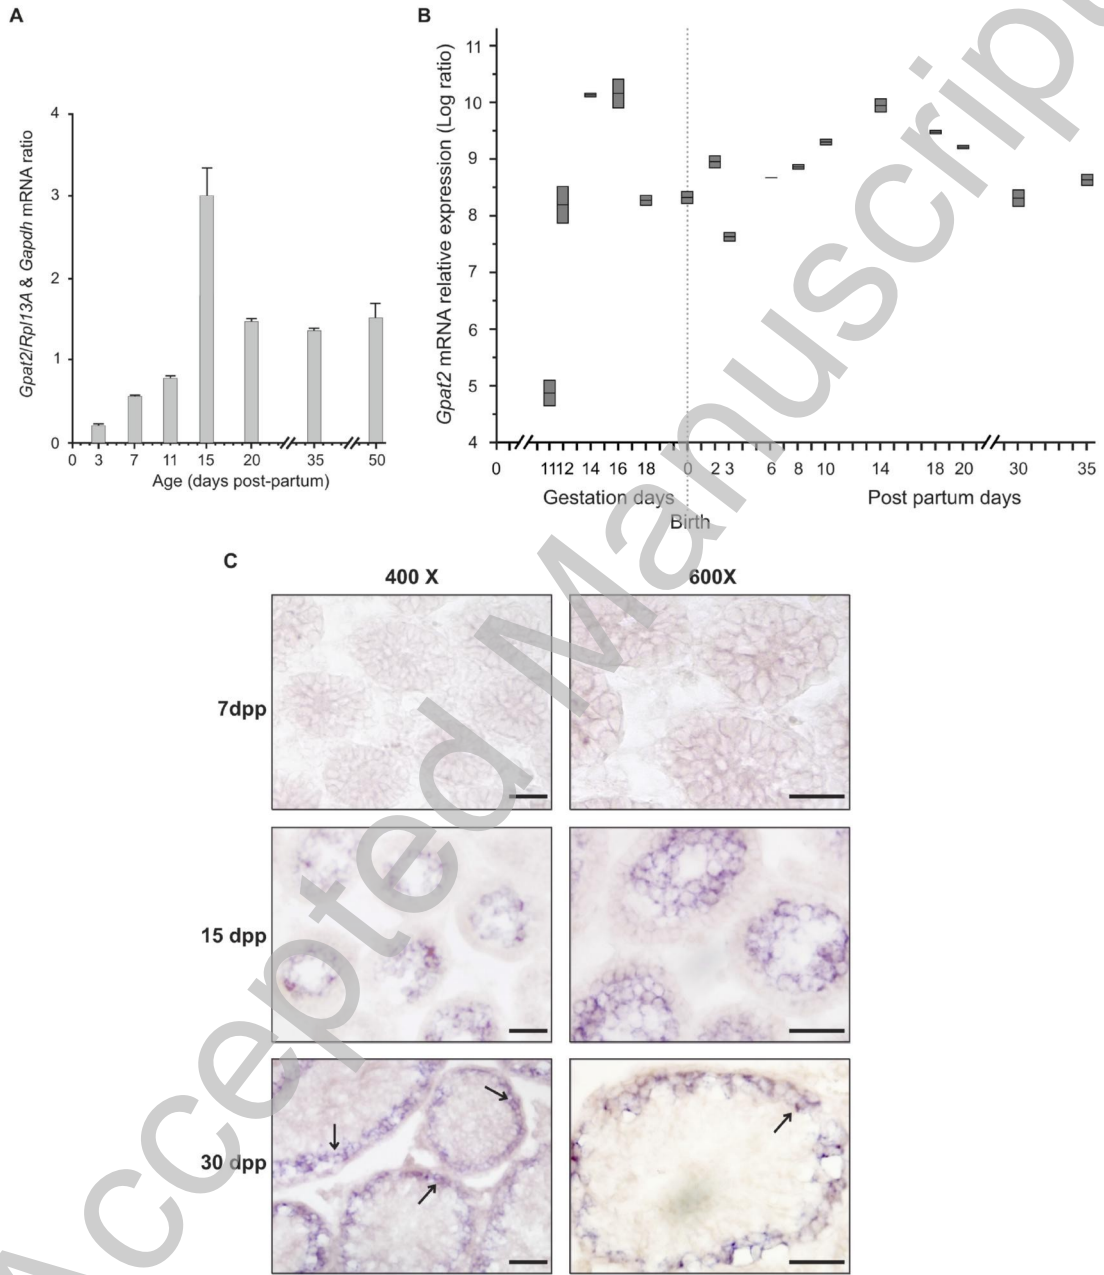 A
Gpat2/Rpl13A & Gapdh mRNA ratio
4
3
2
1
0
0 3 7 11 15 20 35 50
Age (days post-partum)
B
Gpat2 mRNA relative expression (Log ratio)
11
10
9
8
7
6
5
4
0 11 12 14 16 18 0 2 3 6 8 10 14 18 20 30 35
Gestation days
Post partum days
Birth
C
400 X
600X
7dpp
15 dpp
30 dpp
Accepted Manuscript